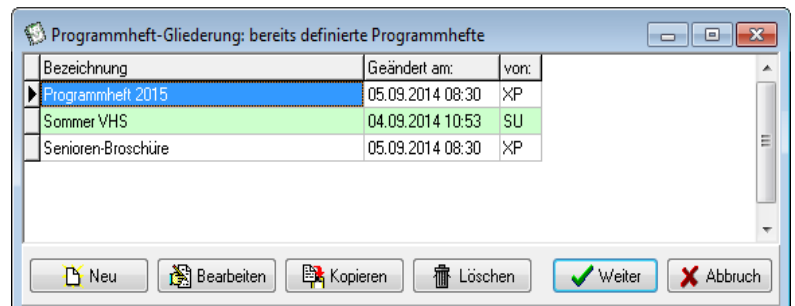 Programmheft-Gliederung: bereits definierte Programmhefte
Bezeichnung Geändert am: von:
Programmheft 2015 05.09.2014 08:30 XP
Sommer VHS 04.09.2014 10:53 SU
Senioren-Broschüre 05.09.2014 08:30 XP
Neu Bearbeiten Kopieren Löschen Weiter Abbruch